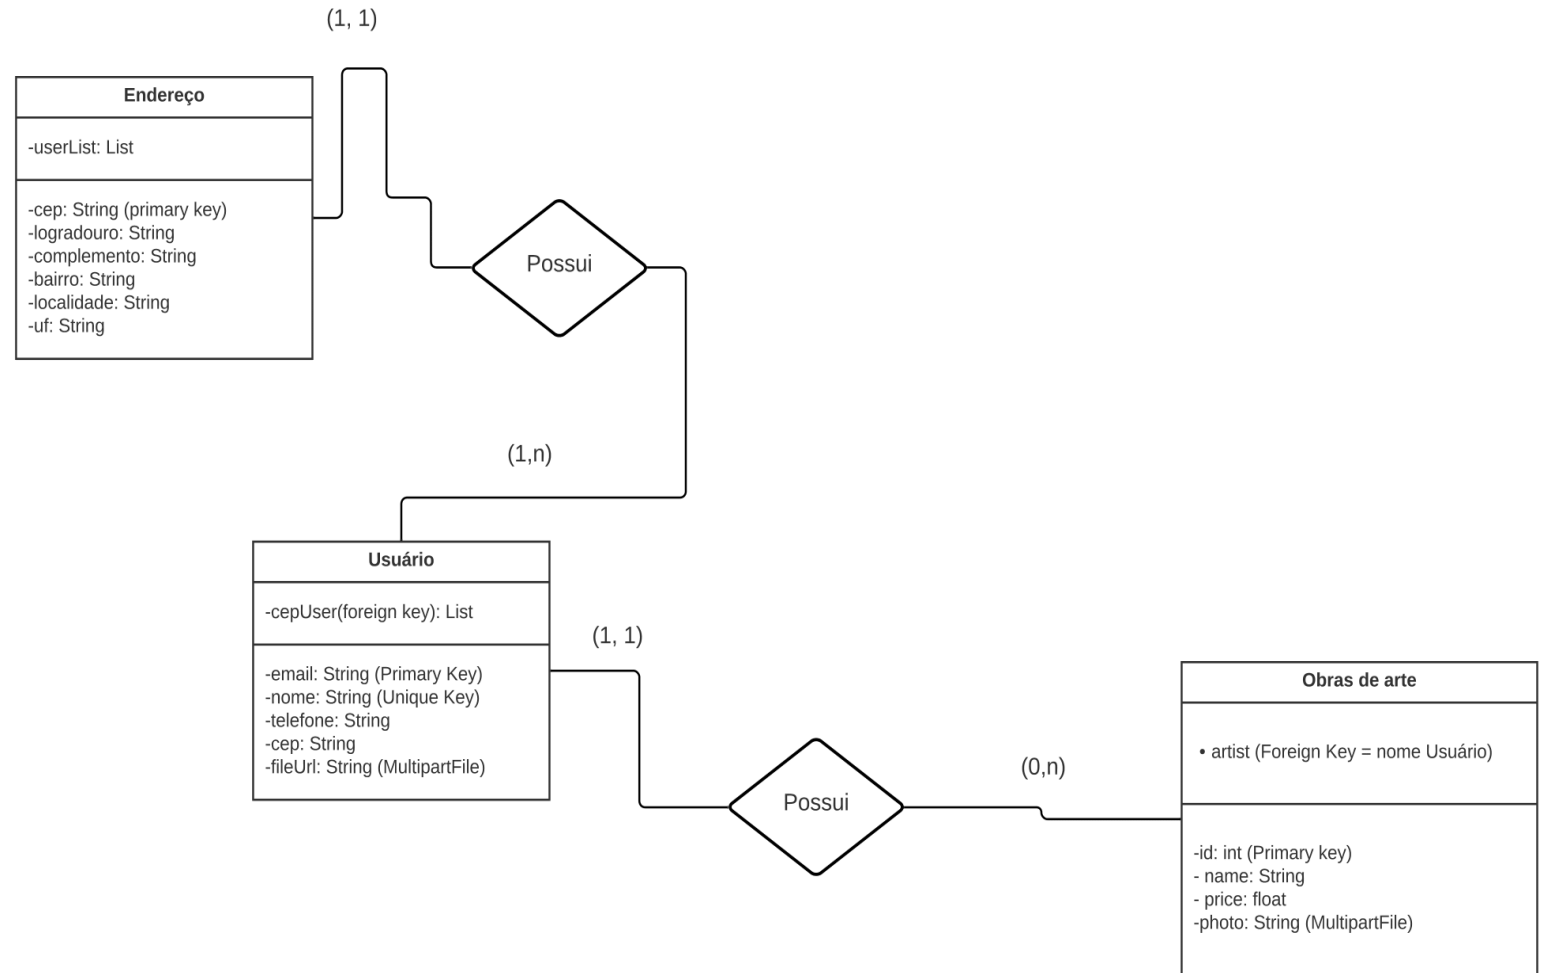 (1, 1)
Endereço
-userList: List
-cep: String (primary key)
-logradouro: String
-complemento: String
-bairro: String
-localidade: String
-uf: String
Possui
(1,n)
Usuário
-cepUser(foreign key): List
-email: String (Primary Key)
-nome: String (Unique Key)
-telefone: String
-cep: String
-fileUrl: String (MultipartFile)
(1, 1)
Possui
(0,n)
Obras de arte
• artist (Foreign Key = nome Usuário)
-id: int (Primary key)
- name: String
- price: float
-photo: String (MultipartFile)